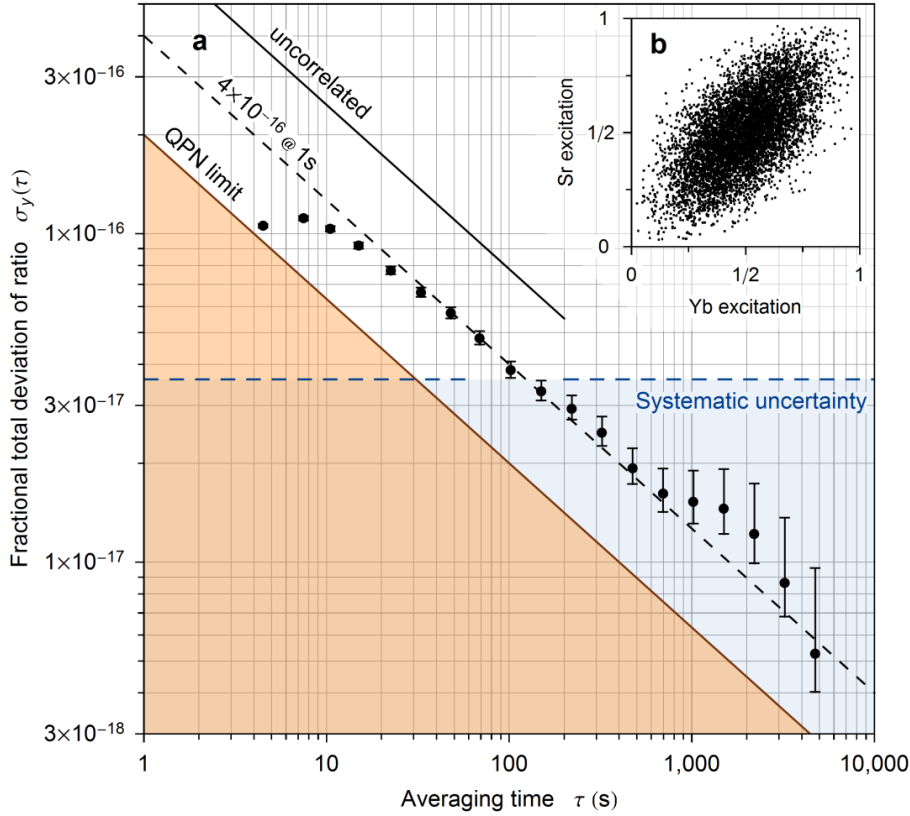 a
uncorrelated
4×10⁻¹⁶ @ 1s
QPN limit
Systematic uncertainty
3×10⁻¹⁶
1×10⁻¹⁶
3×10⁻¹⁷
1×10⁻¹⁷
3×10⁻¹⁸
Fractional total deviation of ratio σy(τ)
1
10
100
1,000
10,000
Averaging time τ (s)
b
1
1/2
0
Sr excitation
0
1/2
1
Yb excitation